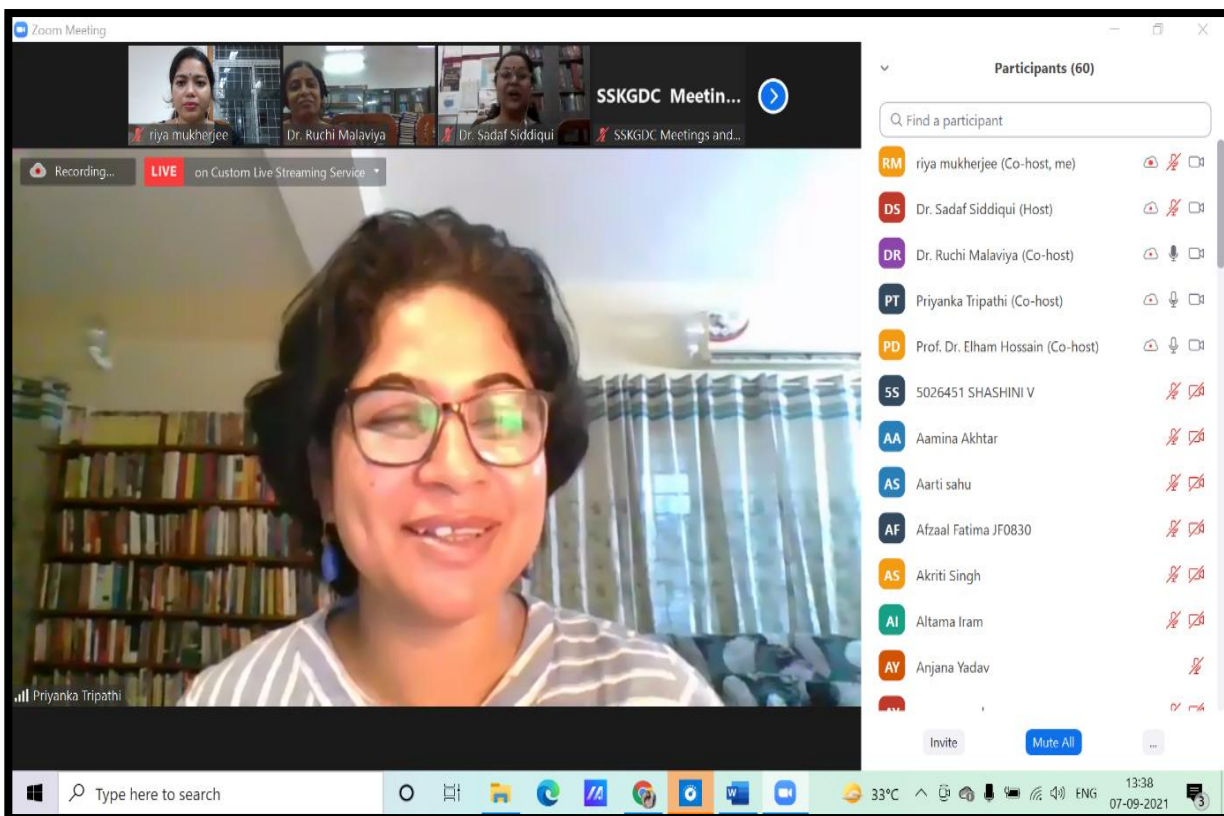 Zoom Meeting
riya mukherjee
Dr. Ruchi Malaviya
Dr. Sadaf Siddiqui
SSKGDC Meetin...
SSKGDC Meetings and...
Recording...
LIVE on Custom Live Streaming Service
Priyanka Tripathi
Participants (60)
Find a participant
RM riya mukherjee (Co-host, me)
DS Dr. Sadaf Siddiqui (Host)
DR Dr. Ruchi Malaviya (Co-host)
PT Priyanka Tripathi (Co-host)
PD Prof. Dr. Elham Hossain (Co-host)
5S 5026451 SHASHINI V
AA Aamina Akhtar
AS Aarti sahu
AF Afzaal Fatima JF0830
AS Akriti Singh
AI Altama Iram
AY Anjana Yadav
Invite
Mute All
...
Type here to search
W
33°C
ENG
13:38
07-09-2021
3